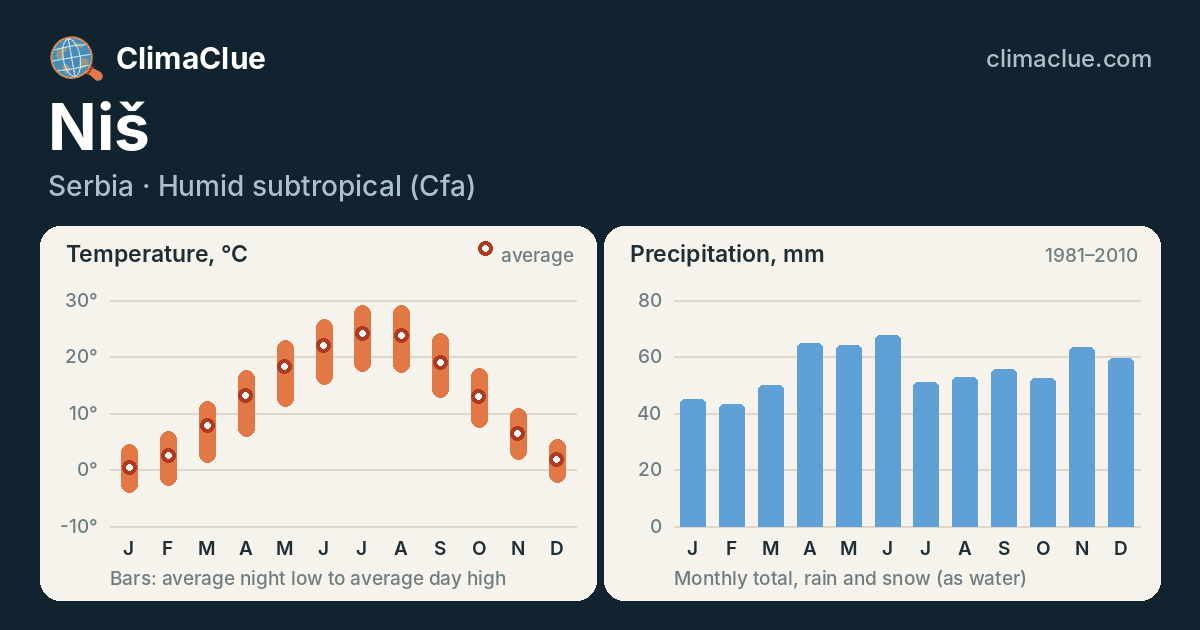 ClimaClue
climaclue.com
Niš
Serbia · Humid subtropical (Cfa)
Temperature, °C
average
30°
20°
10°
0°
-10°
J F M A M J J A S O N D
Bars: average night low to average day high
Precipitation, mm
1981–2010
80
60
40
20
0
J F M A M J J A S O N D
Monthly total, rain and snow (as water)